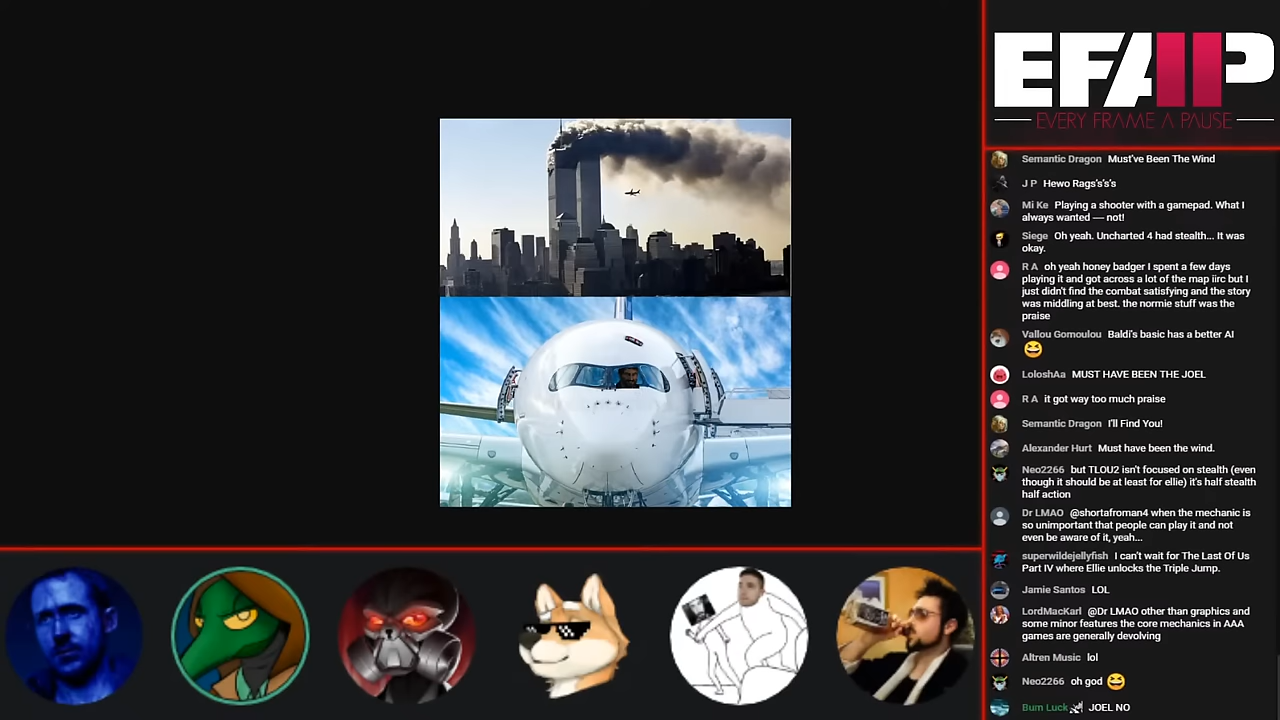 EFAP
EVERY FRAME A PAUSE
Semantic Dragon Must've Been The Wind
J P Hewo Rags's's's
Mi Ke Playing a shooter with a gamepad. What I
always wanted — not!
Siege Oh yeah. Uncharted 4 had stealth... It was
okay.
R A oh yeah honey badger I spent a few days
playing it and got across a lot of the map iirc but I
just didn't find the combat satisfying and the story
was middling at best. the normie stuff was the
praise
Vallou Gomoulou Baldi's basic has a better AI
😆
LoloshAa MUST HAVE BEEN THE JOEL
R A it got way too much praise
Semantic Dragon I'll Find You!
Alexander Hurt Must have been the wind.
Neo2266 but TLOU2 isn't focused on stealth (even
though it should be at least for ellie) it's half stealth
half action
Dr LMAO @shortafroman4 when the mechanic is
so unimportant that people can play it and not
even be aware of it, yeah...
superwildejellyfish I can't wait for The Last Of Us
Part IV where Ellie unlocks the Triple Jump.
Jamie Santos LOL
LordMacKarl @Dr LMAO other than graphics and
some minor features the core mechanics in AAA
games are generally devolving
Altren Music lol
Neo2266 oh god 😆
Bum Luck JOEL NO